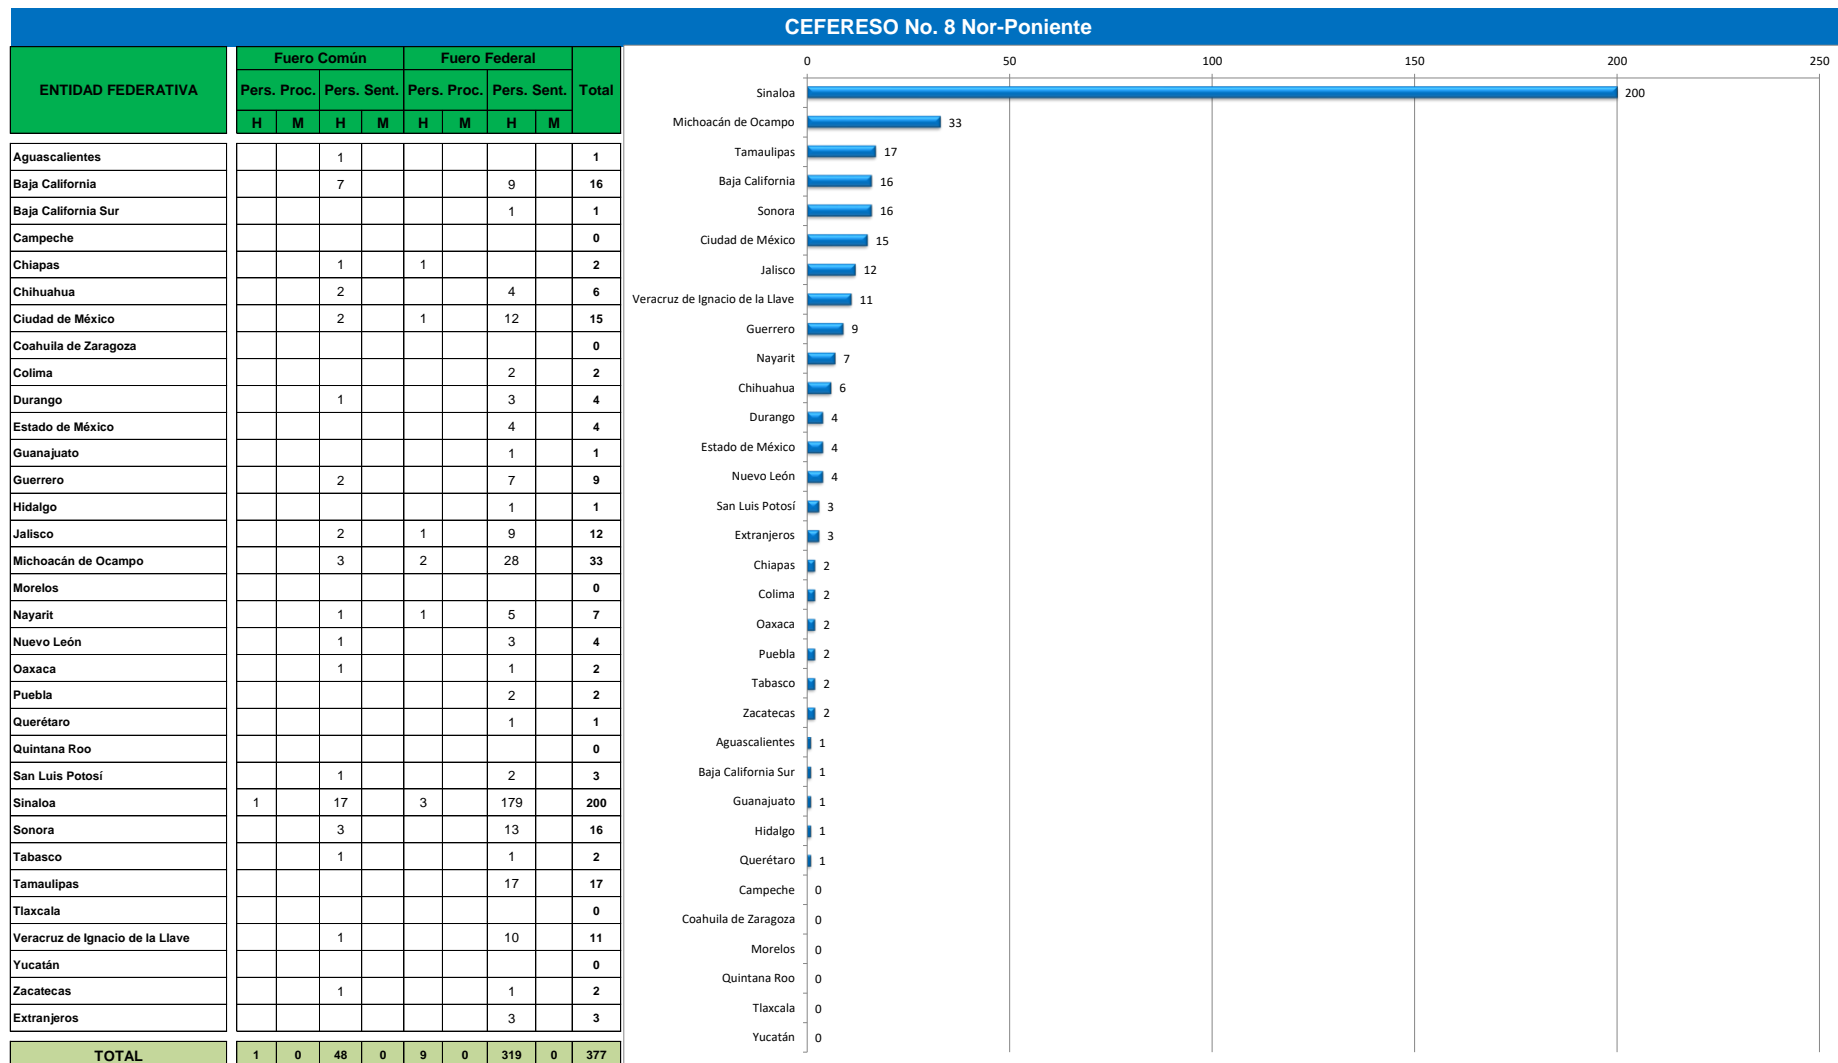 CEFERESO No. 8 Nor-Poniente
ENTIDAD FEDERATIVA
Fuero Común Fuero Federal
Pers. Proc. Pers. Sent. Pers. Proc. Pers. Sent. Total
H M H M H M H M
Aguascalientes 1 1
Baja California 7 9 16
Baja California Sur 1 1
Campeche 0
Chiapas 1 1 2
Chihuahua 2 4 6
Ciudad de México 2 1 12 15
Coahuila de Zaragoza 0
Colima 2 2
Durango 1 3 4
Estado de México 4 4
Guanajuato 1 1
Guerrero 2 7 9
Hidalgo 1 1
Jalisco 2 1 9 12
Michoacán de Ocampo 3 2 28 33
Morelos 0
Nayarit 1 1 5 7
Nuevo León 1 3 4
Oaxaca 1 1 2
Puebla 2 2
Querétaro 1 1
Quintana Roo 0
San Luis Potosí 1 2 3
Sinaloa 1 17 3 179 200
Sonora 3 13 16
Tabasco 1 1 2
Tamaulipas 17 17
Tlaxcala 0
Veracruz de Ignacio de la Llave 1 10 11
Yucatán 0
Zacatecas 1 1 2
Extranjeros 3 3
TOTAL 1 0 48 0 9 0 319 0 377
0 50 100 150 200 250
Sinaloa 200
Michoacán de Ocampo 33
Tamaulipas 17
Baja California 16
Sonora 16
Ciudad de México 15
Jalisco 12
Veracruz de Ignacio de la Llave 11
Guerrero 9
Nayarit 7
Chihuahua 6
Durango 4
Estado de México 4
Nuevo León 4
San Luis Potosí 3
Extranjeros 3
Chiapas 2
Colima 2
Oaxaca 2
Puebla 2
Tabasco 2
Zacatecas 2
Aguascalientes 1
Baja California Sur 1
Guanajuato 1
Hidalgo 1
Querétaro 1
Campeche 0
Coahuila de Zaragoza 0
Morelos 0
Quintana Roo 0
Tlaxcala 0
Yucatán 0